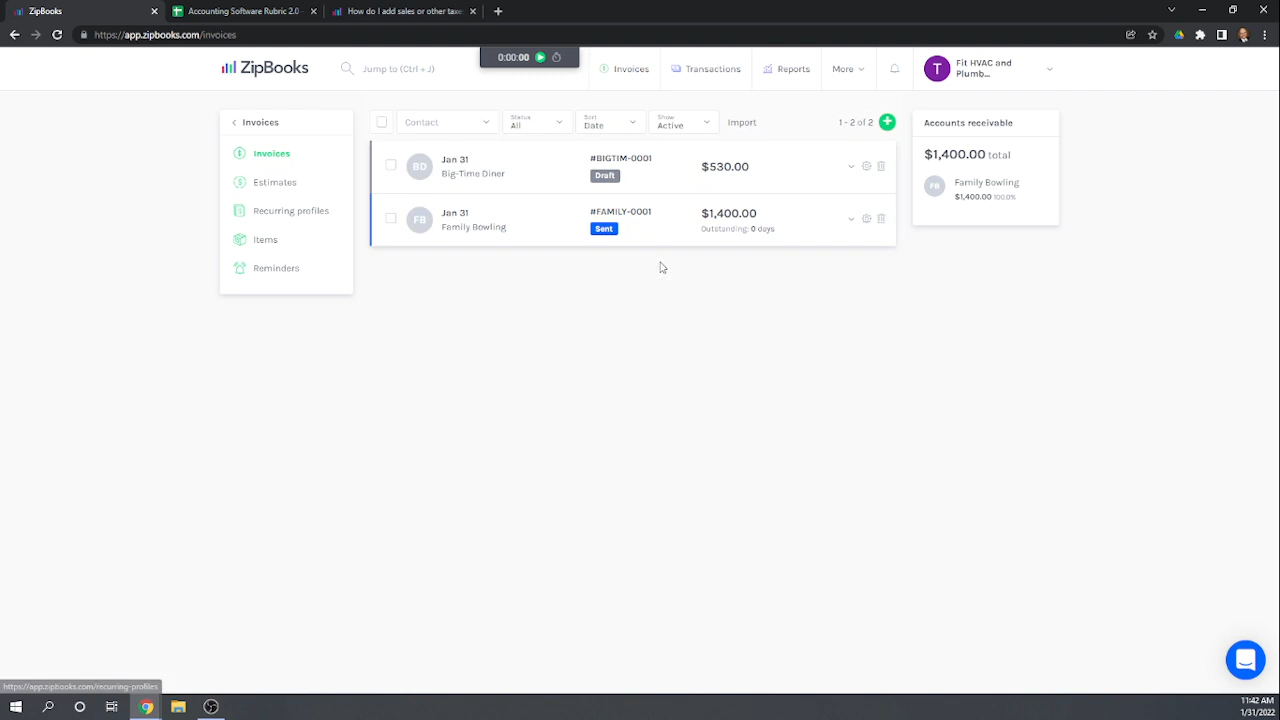 ZipBooks
Accounting Software Rubric 2.0 -
How do I add sales or other taxe
https://app.zipbooks.com/invoices
ZipBooks
Jump to (Ctrl + J)
0:00:00
Invoices
Transactions
Reports
More
T
Fit HVAC and
Plumb...
Invoices
Invoices
Estimates
Recurring profiles
Items
Reminders
Contact
Status
All
Sort
Date
Show
Active
Import
1 - 2 of 2
BD
Jan 31
Big-Time Diner
#BIGTIM-0001
Draft
$530.00
FB
Jan 31
Family Bowling
#FAMILY-0001
Sent
$1,400.00
Outstanding: 0 days
Accounts receivable
$1,400.00 total
FB
Family Bowling
$1,400.00 100.0%
https://app.zipbooks.com/recurring-profiles
11:42 AM
1/31/2022